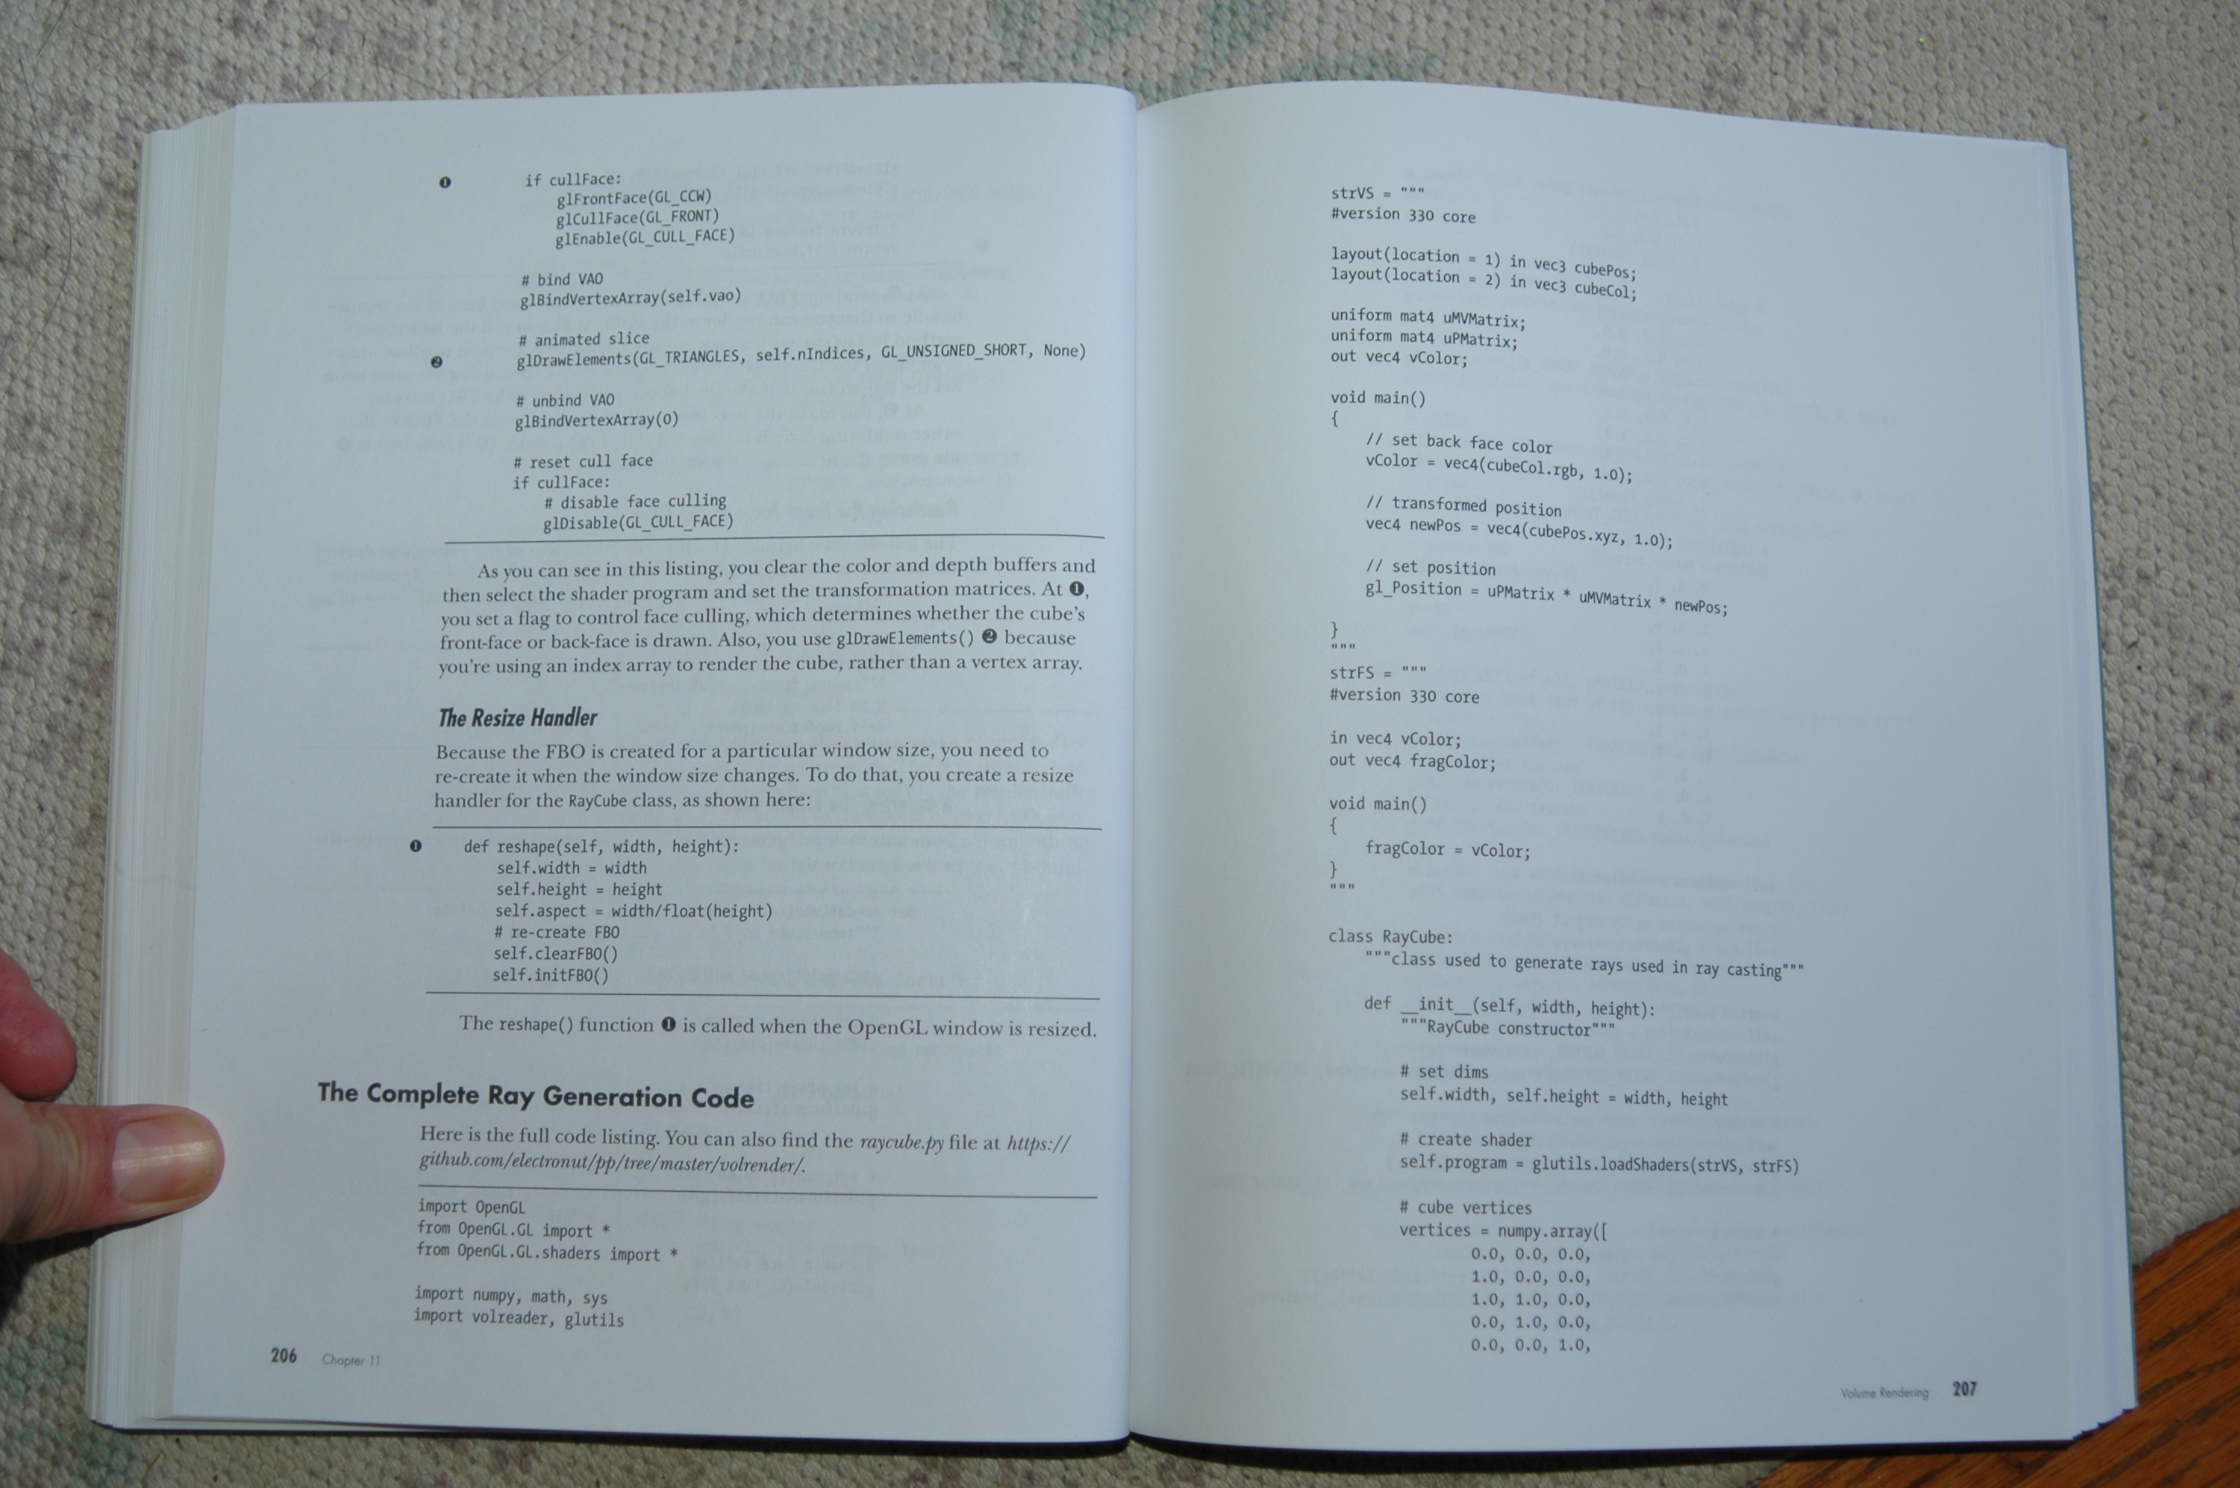 ❶ if cullFace:
glFrontFace(GL_CCW)
glCullFace(GL_FRONT)
glEnable(GL_CULL_FACE)
# bind VAO
glBindVertexArray(self.vao)
# animated slice
❷ glDrawElements(GL_TRIANGLES, self.nIndices, GL_UNSIGNED_SHORT, None)
# unbind VAO
glBindVertexArray(0)
# reset cull face
if cullFace:
# disable face culling
glDisable(GL_CULL_FACE)
As you can see in this listing, you clear the color and depth buffers and
then select the shader program and set the transformation matrices. At ❶,
you set a flag to control face culling, which determines whether the cube's
front-face or back-face is drawn. Also, you use glDrawElements() ❷ because
you're using an index array to render the cube, rather than a vertex array.
The Resize Handler
Because the FBO is created for a particular window size, you need to
re-create it when the window size changes. To do that, you create a resize
handler for the RayCube class, as shown here:
❶ def reshape(self, width, height):
self.width = width
self.height = height
self.aspect = width/float(height)
# re-create FBO
self.clearFBO()
self.initFBO()
The reshape() function ❶ is called when the OpenGL window is resized.
The Complete Ray Generation Code
Here is the full code listing. You can also find the raycube.py file at https://
github.com/electronut/pp/tree/master/volrender/.
import OpenGL
from OpenGL.GL import *
from OpenGL.GL.shaders import *
import numpy, math, sys
import volreader, glutils
206 Chapter 11
strVS = """
#version 330 core
layout(location = 1) in vec3 cubePos;
layout(location = 2) in vec3 cubeCol;
uniform mat4 uMVMatrix;
uniform mat4 uPMatrix;
out vec4 vColor;
void main()
{
// set back face color
vColor = vec4(cubeCol.rgb, 1.0);
// transformed position
vec4 newPos = vec4(cubePos.xyz, 1.0);
// set position
gl_Position = uPMatrix * uMVMatrix * newPos;
}
"""
strFS = """
#version 330 core
in vec4 vColor;
out vec4 fragColor;
void main()
{
fragColor = vColor;
}
"""
class RayCube:
"""class used to generate rays used in ray casting"""
def __init__(self, width, height):
"""RayCube constructor"""
# set dims
self.width, self.height = width, height
# create shader
self.program = glutils.loadShaders(strVS, strFS)
# cube vertices
vertices = numpy.array([
0.0, 0.0, 0.0,
1.0, 0.0, 0.0,
1.0, 1.0, 0.0,
0.0, 1.0, 0.0,
0.0, 0.0, 1.0,
Volume Rendering 207